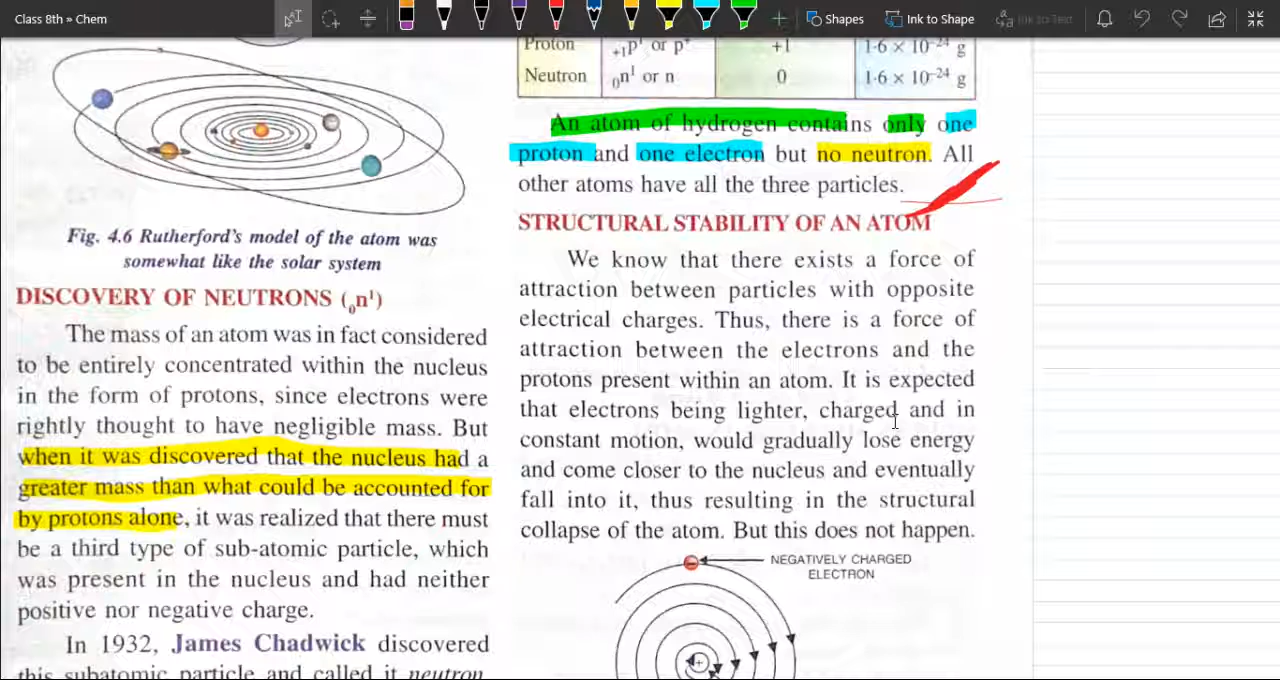 Class 8th » Chem
Shapes
Ink to Shape
Ink to Text
Fig. 4.6 Rutherford's model of the atom was
somewhat like the solar system
DISCOVERY OF NEUTRONS (₀n¹)
The mass of an atom was in fact considered
to be entirely concentrated within the nucleus
in the form of protons, since electrons were
rightly thought to have negligible mass. But
when it was discovered that the nucleus had a
greater mass than what could be accounted for
by protons alone, it was realized that there must
be a third type of sub-atomic particle, which
was present in the nucleus and had neither
positive nor negative charge.
In 1932, James Chadwick discovered
this subatomic particle and called it neutron.
Proton ₊₁p¹ or p⁺ +1 1·6 × 10⁻²⁴ g
Neutron ₀n¹ or n 0 1·6 × 10⁻²⁴ g
An atom of hydrogen contains only one
proton and one electron but no neutron. All
other atoms have all the three particles.
STRUCTURAL STABILITY OF AN ATOM
We know that there exists a force of
attraction between particles with opposite
electrical charges. Thus, there is a force of
attraction between the electrons and the
protons present within an atom. It is expected
that electrons being lighter, charged and in
constant motion, would gradually lose energy
and come closer to the nucleus and eventually
fall into it, thus resulting in the structural
collapse of the atom. But this does not happen.
NEGATIVELY CHARGED
ELECTRON
+